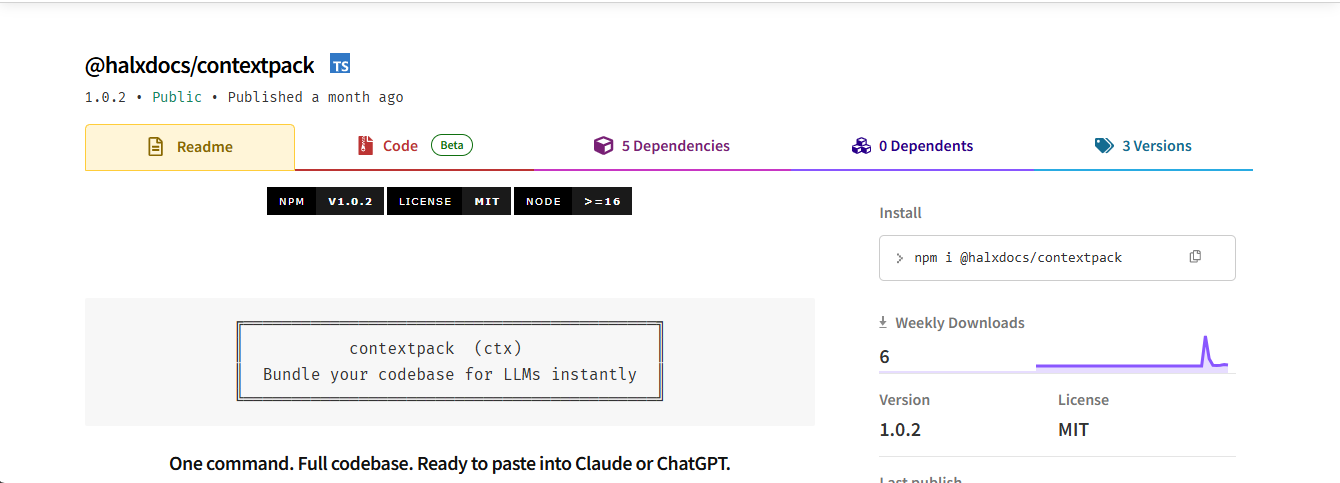 @halxdocs/contextpack TS
1.0.2 • Public • Published a month ago
Readme
Code Beta
5 Dependencies
0 Dependents
3 Versions
NPM V1.0.2 LICENSE MIT NODE >=16
contextpack (ctx)
Bundle your codebase for LLMs instantly
One command. Full codebase. Ready to paste into Claude or ChatGPT.
Install
> npm i @halxdocs/contextpack
Weekly Downloads
6
Version License
1.0.2 MIT
Last publish